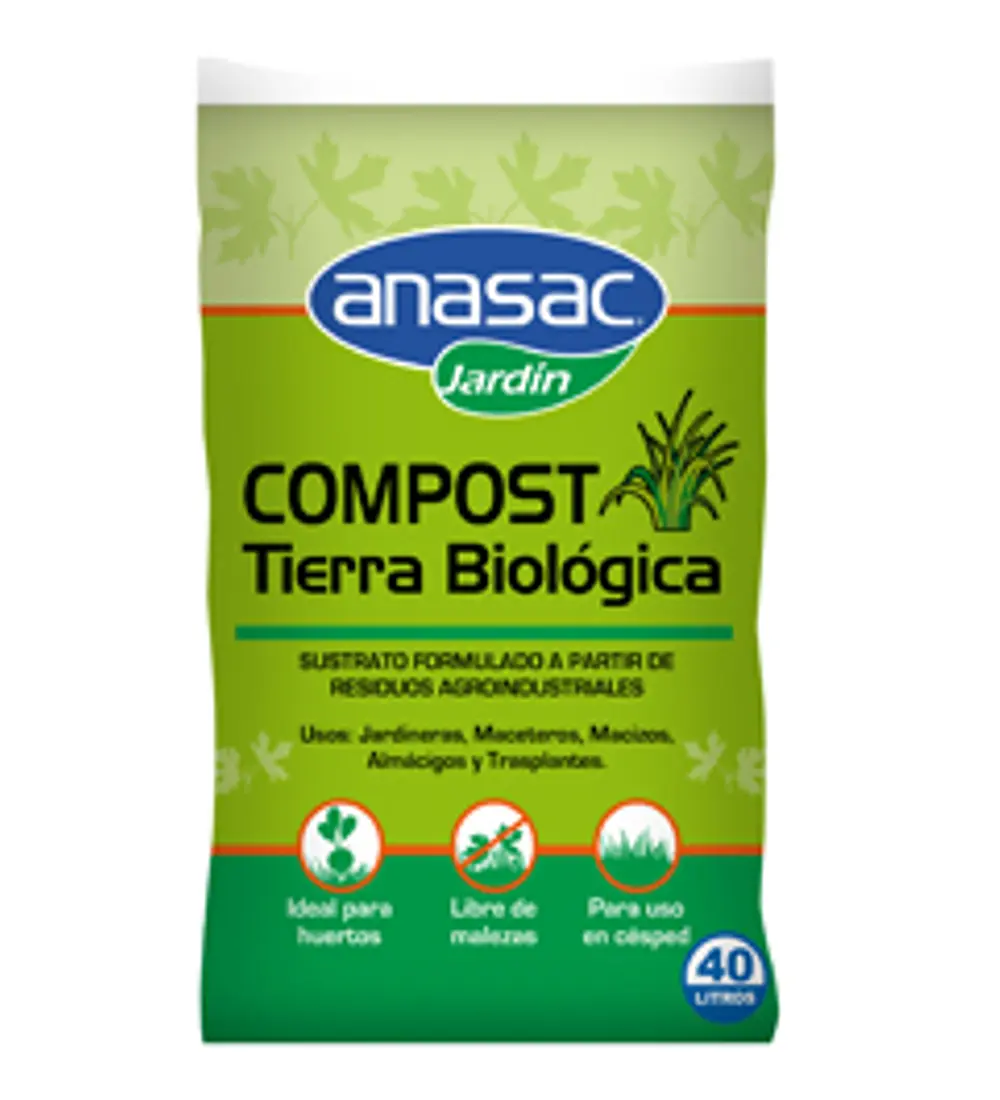 anasac
Jardín
COMPOST
Tierra Biológica
SUSTRATO FORMULADO A PARTIR DE
RESIDUOS AGROINDUSTRIALES
Usos: Jardineras, Maceteros, Macizos,
Almácigos y Trasplantes.
Ideal para
huertos
Libre de
malezas
Para uso
en césped
40
LITROS